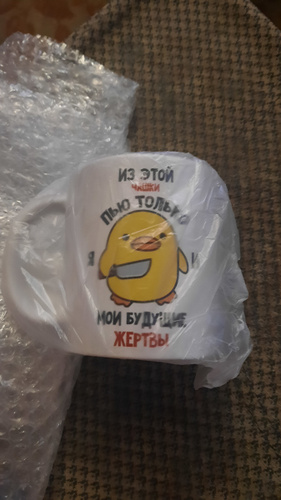 ИЗ ЭТОЙ
ЧАШКИ
ПЬЮ ТОЛЬКО
Я И
МОИ БУДУЩИЕ
ЖЕРТВЫ